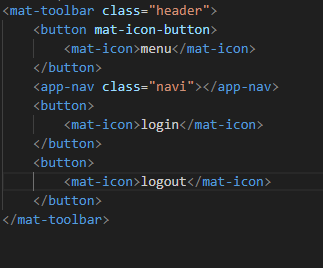 <mat-toolbar class="header">
    <button mat-icon-button>
        <mat-icon>menu</mat-icon>
    </button>
    <app-nav class="navi"></app-nav>
    <button>
        <mat-icon>login</mat-icon>
    </button>
    <button>
        <mat-icon>logout</mat-icon>
    </button>
</mat-toolbar>